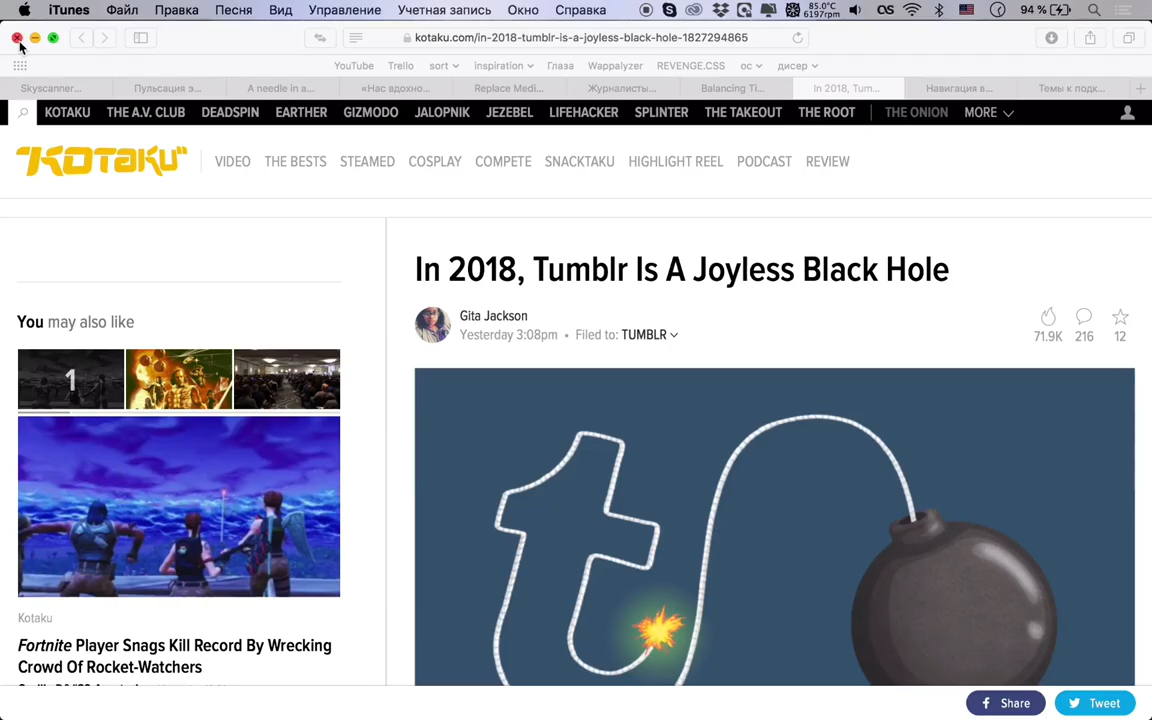 iTunes Файл Правка Песня Вид Управление Учетная запись Окно Справка 85.0°C 6197rpm 94 %
kotaku.com/in-2018-tumblr-is-a-joyless-black-hole-1827294865
YouTube Trello sort inspiration Глаза Wappalyzer REVENGE.CSS ос дисер
Skyscanner... Пульсация э... A needle in a... «Нас вдохно... Replace Medi... Журналисты... Balancing Ti... In 2018, Tum... Навигация в... Темы к подк...
KOTAKU THE A.V. CLUB DEADSPIN EARTHER GIZMODO JALOPNIK JEZEBEL LIFEHACKER SPLINTER THE TAKEOUT THE ROOT THE ONION MORE
KOTAKU VIDEO THE BESTS STEAMED COSPLAY COMPETE SNACKTAKU HIGHLIGHT REEL PODCAST REVIEW
In 2018, Tumblr Is A Joyless Black Hole
Gita Jackson
Yesterday 3:08pm • Filed to: TUMBLR
71.9K 216 12
You may also like
1
Kotaku
Fortnite Player Snags Kill Record By Wrecking
Crowd Of Rocket-Watchers
Share Tweet